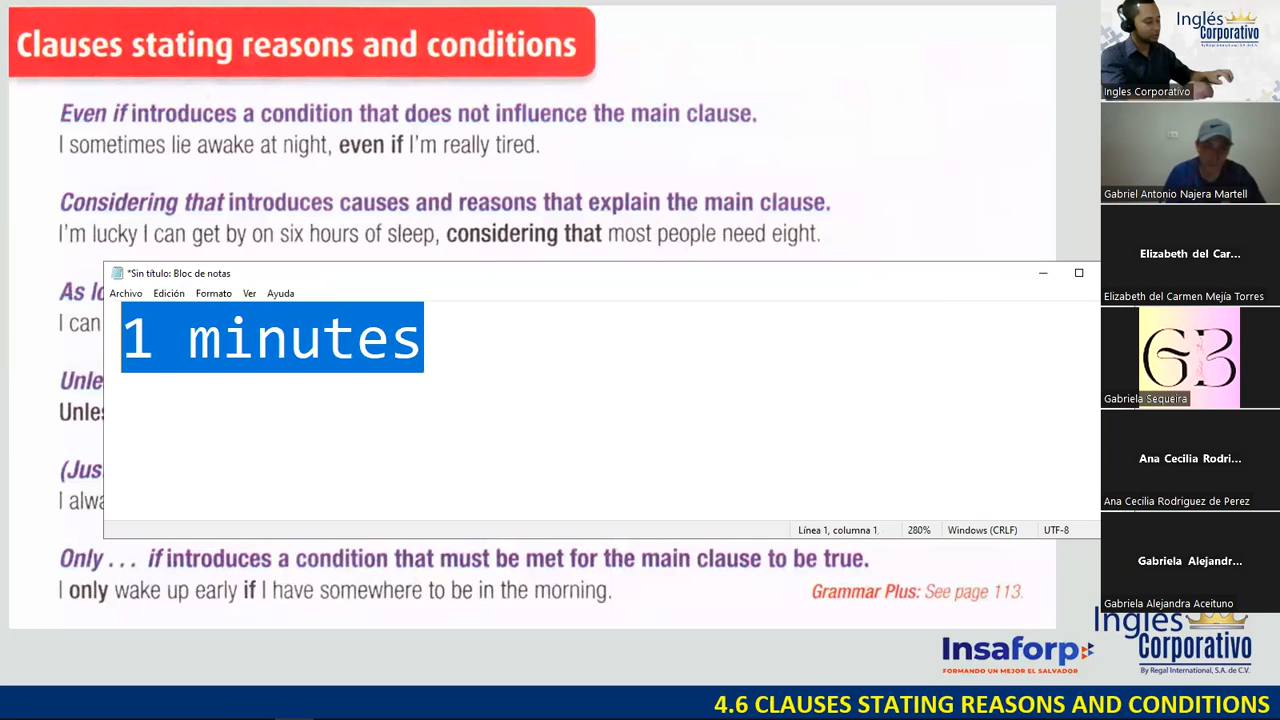 Clauses stating reasons and conditions
Even if introduces a condition that does not influence the main clause.
I sometimes lie awake at night, even if I'm really tired.
Considering that introduces causes and reasons that explain the main clause.
I'm lucky I can get by on six hours of sleep, considering that most people need eight.
As lo
I can
Unle
Unles
(Jus
I alwa
*Sin título: Bloc de notas
Archivo Edición Formato Ver Ayuda
1 minutes
Línea 1, columna 1 280% Windows (CRLF) UTF-8
Only . . . if introduces a condition that must be met for the main clause to be true.
I only wake up early if I have somewhere to be in the morning.
Grammar Plus: See page 113.
Inglés
Corporativo
By Regal International, S.A. de C.V.
Ingles Corporativo
Gabriel Antonio Najera Martell
Elizabeth del Car...
Elizabeth del Carmen Mejía Torres
GB
Gabriela Sequeira
Ana Cecilia Rodri...
Ana Cecilia Rodriguez de Perez
Gabriela Alejandr...
Gabriela Alejandra Aceituno
Insaforp
FORMANDO UN MEJOR EL SALVADOR
Inglés
Corporativo
By Regal International, S.A. de C.V.
4.6 CLAUSES STATING REASONS AND CONDITIONS